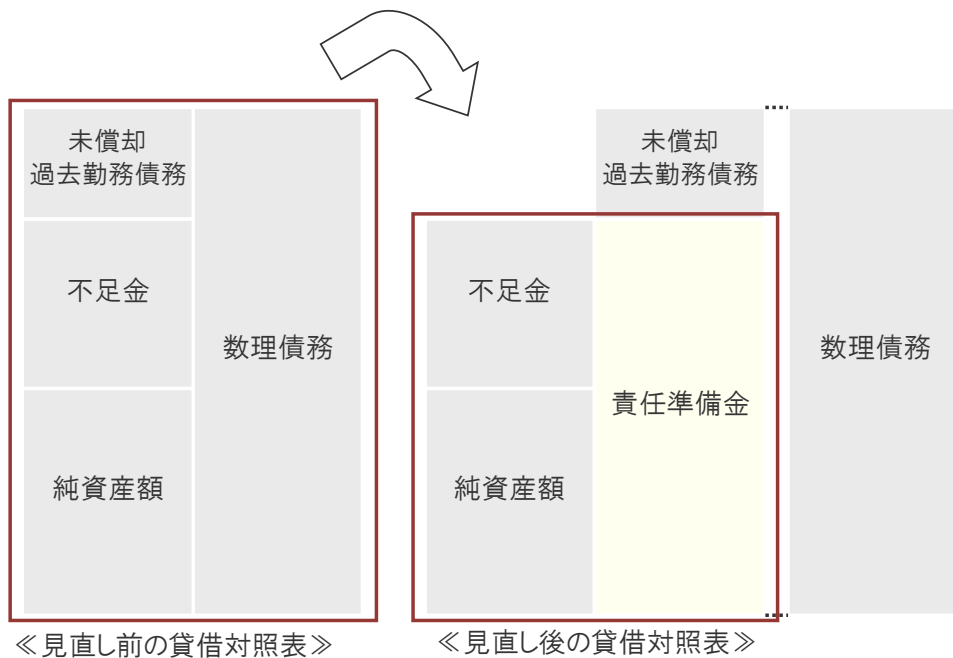 未償却
過去勤務債務
不足金
純資産額
数理債務
≪見直し前の貸借対照表≫
未償却
過去勤務債務
不足金
純資産額
責任準備金
数理債務
≪見直し後の貸借対照表≫